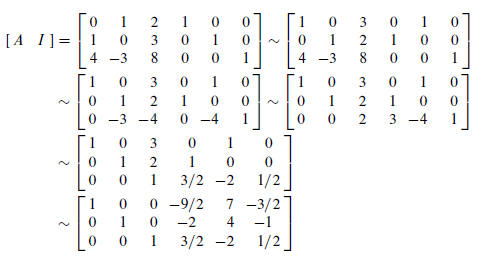 [ A I ] = [ 0 1 2 1 0 0 ; 1 0 3 0 1 0 ; 4 −3 8 0 0 1 ] ~ [ 1 0 3 0 1 0 ; 0 1 2 1 0 0 ; 4 −3 8 0 0 1 ]
~ [ 1 0 3 0 1 0 ; 0 1 2 1 0 0 ; 0 −3 −4 0 −4 1 ] ~ [ 1 0 3 0 1 0 ; 0 1 2 1 0 0 ; 0 0 2 3 −4 1 ]
~ [ 1 0 3 0 1 0 ; 0 1 2 1 0 0 ; 0 0 1 3/2 −2 1/2 ]
~ [ 1 0 0 −9/2 7 −3/2 ; 0 1 0 −2 4 −1 ; 0 0 1 3/2 −2 1/2 ]